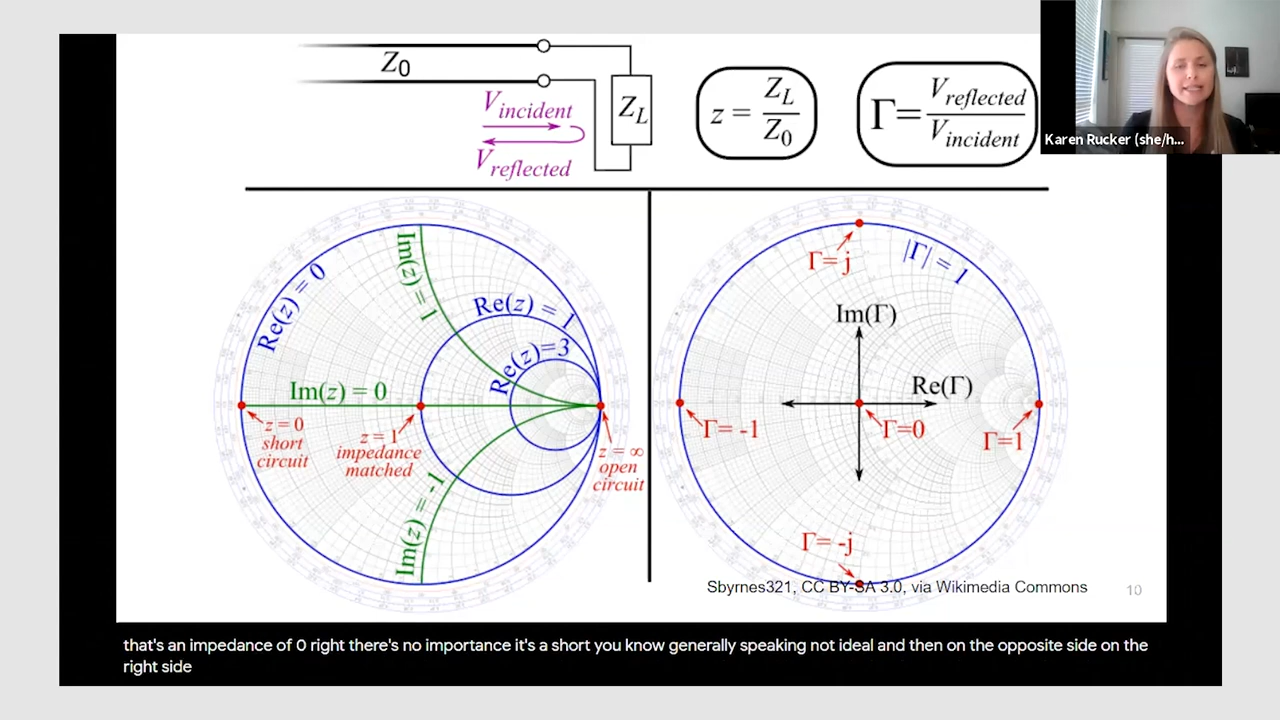 Z0
Vincident
Vreflected
ZL
z = ZL/Z0
Γ= Vreflected/Vincident
Karen Rucker (she/h...
Re(z) = 0
Im(z) = 1
Re(z) = 1
Re(z)=3
Im(z) = 0
z = 0
short
circuit
z = 1
impedance
matched
z = ∞
open
circuit
Im(z) = -1
Γ= j
|Γ| = 1
Im(Γ)
Re(Γ)
Γ= -1
Γ=0
Γ=1
Γ= -j
Sbyrnes321, CC BY-SA 3.0, via Wikimedia Commons
10
that's an impedance of 0 right there's no importance it's a short you know generally speaking not ideal and then on the opposite side on the
right side